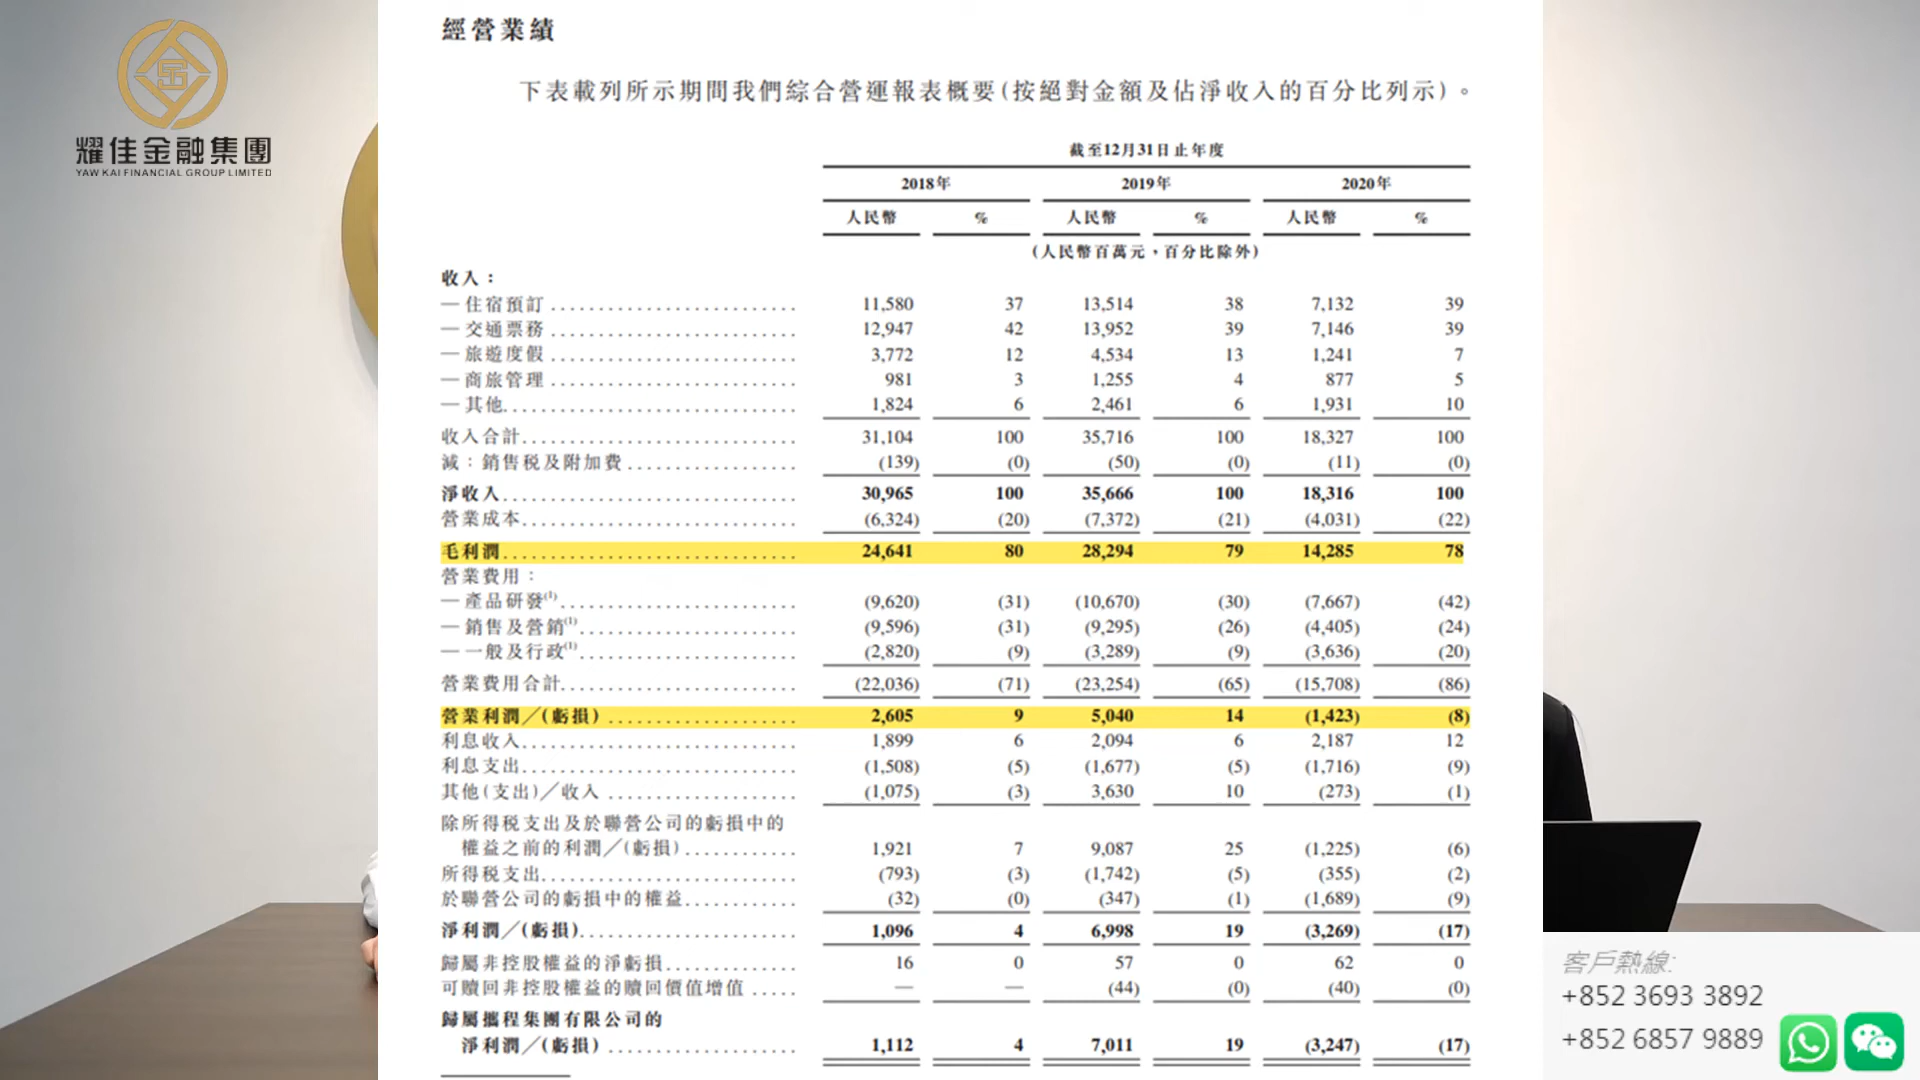 耀佳金融集團
YAW KAI FINANCIAL GROUP LIMITED
經營業績
下表載列所示期間我們綜合營運報表概要(按絕對金額及佔淨收入的百分比列示)。
截至12月31日止年度
2018年 2019年 2020年
人民幣 % 人民幣 % 人民幣 %
(人民幣百萬元，百分比除外)
收入：
— 住宿預訂 11,580 37 13,514 38 7,132 39
— 交通票務 12,947 42 13,952 39 7,146 39
— 旅遊度假 3,772 12 4,534 13 1,241 7
— 商旅管理 981 3 1,255 4 877 5
— 其他 1,824 6 2,461 6 1,931 10
收入合計 31,104 100 35,716 100 18,327 100
減：銷售稅及附加費 (139) (0) (50) (0) (11) (0)
淨收入 30,965 100 35,666 100 18,316 100
營業成本 (6,324) (20) (7,372) (21) (4,031) (22)
毛利潤 24,641 80 28,294 79 14,285 78
營業費用：
— 產品研發(1) (9,620) (31) (10,670) (30) (7,667) (42)
— 銷售及營銷(1) (9,596) (31) (9,295) (26) (4,405) (24)
— 一般及行政(1) (2,820) (9) (3,289) (9) (3,636) (20)
營業費用合計 (22,036) (71) (23,254) (65) (15,708) (86)
營業利潤／(虧損) 2,605 9 5,040 14 (1,423) (8)
利息收入 1,899 6 2,094 6 2,187 12
利息支出 (1,508) (5) (1,677) (5) (1,716) (9)
其他(支出)／收入 (1,075) (3) 3,630 10 (273) (1)
除所得稅支出及於聯營公司的虧損中的
權益之前的利潤／(虧損) 1,921 7 9,087 25 (1,225) (6)
所得稅支出 (793) (3) (1,742) (5) (355) (2)
於聯營公司的虧損中的權益 (32) (0) (347) (1) (1,689) (9)
淨利潤／(虧損) 1,096 4 6,998 19 (3,269) (17)
歸屬非控股權益的淨虧損 16 0 57 0 62 0
可贖回非控股權益的贖回價值增值 — — (44) (0) (40) (0)
歸屬攜程集團有限公司的
淨利潤／(虧損) 1,112 4 7,011 19 (3,247) (17)
客戶熱線:
+852 3693 3892
+852 6857 9889